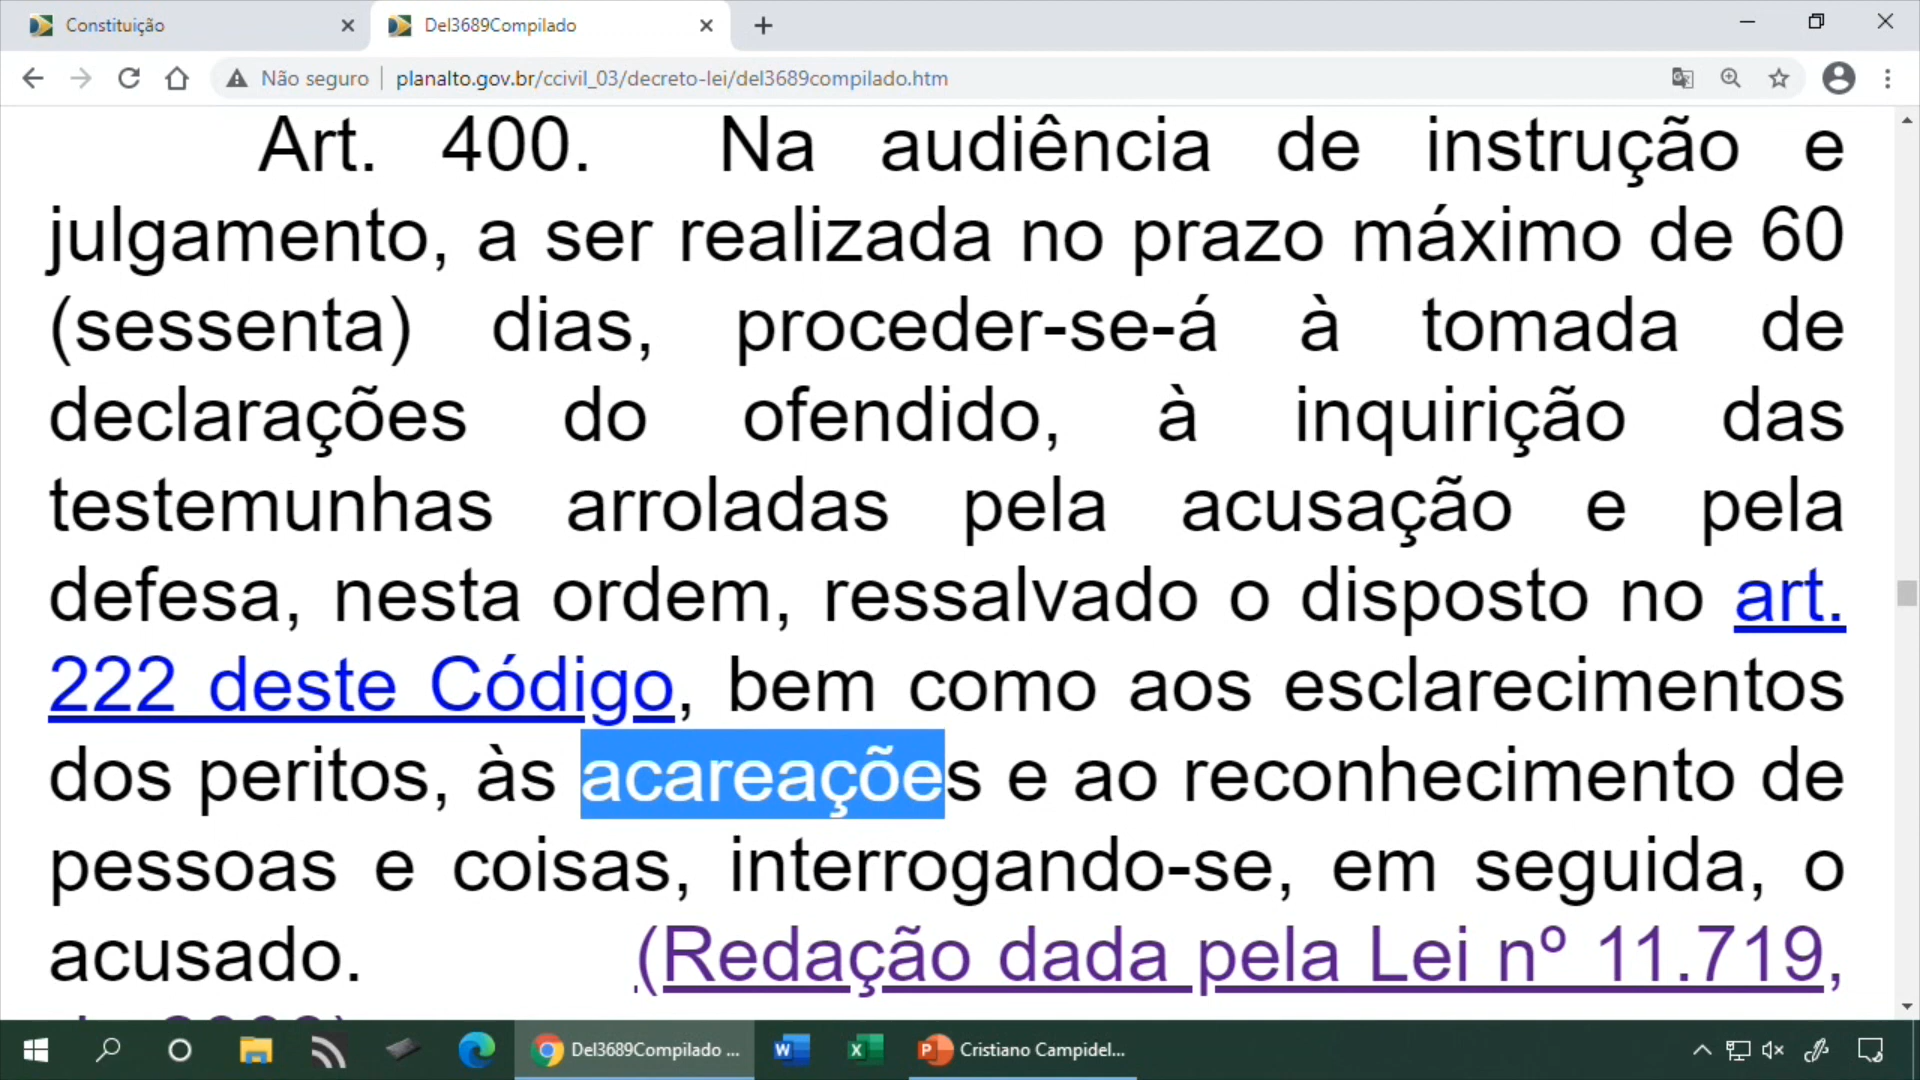 Constituição
Del3689Compilado
Não seguro
planalto.gov.br/ccivil_03/decreto-lei/del3689compilado.htm
Art. 400. Na audiência de instrução e
julgamento, a ser realizada no prazo máximo de 60
(sessenta) dias, proceder-se-á à tomada de
declarações do ofendido, à inquirição das
testemunhas arroladas pela acusação e pela
defesa, nesta ordem, ressalvado o disposto no art.
222 deste Código, bem como aos esclarecimentos
dos peritos, às acareações e ao reconhecimento de
pessoas e coisas, interrogando-se, em seguida, o
acusado. (Redação dada pela Lei nº 11.719,
Del3689Compilado ...
Cristiano Campidel...